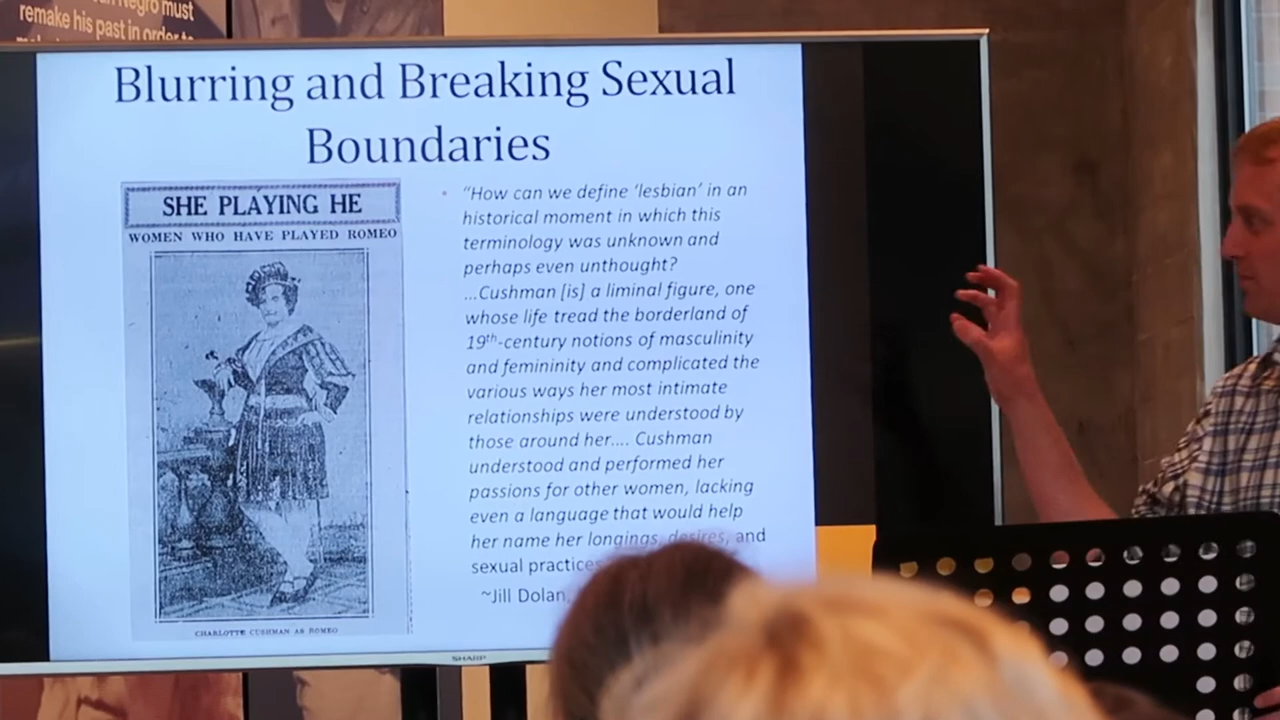 Negro must
remake his past in order to
Blurring and Breaking Sexual
Boundaries
SHE PLAYING HE
WOMEN WHO HAVE PLAYED ROMEO
CHARLOTTE CUSHMAN AS ROMEO
• “How can we define ‘lesbian’ in an
historical moment in which this
terminology was unknown and
perhaps even unthought?
...Cushman [is] a liminal figure, one
whose life tread the borderland of
19th-century notions of masculinity
and femininity and complicated the
various ways her most intimate
relationships were understood by
those around her.... Cushman
understood and performed her
passions for other women, lacking
even a language that would help
her name her longings, desires, and
sexual practices
~Jill Dolan,
SHARP